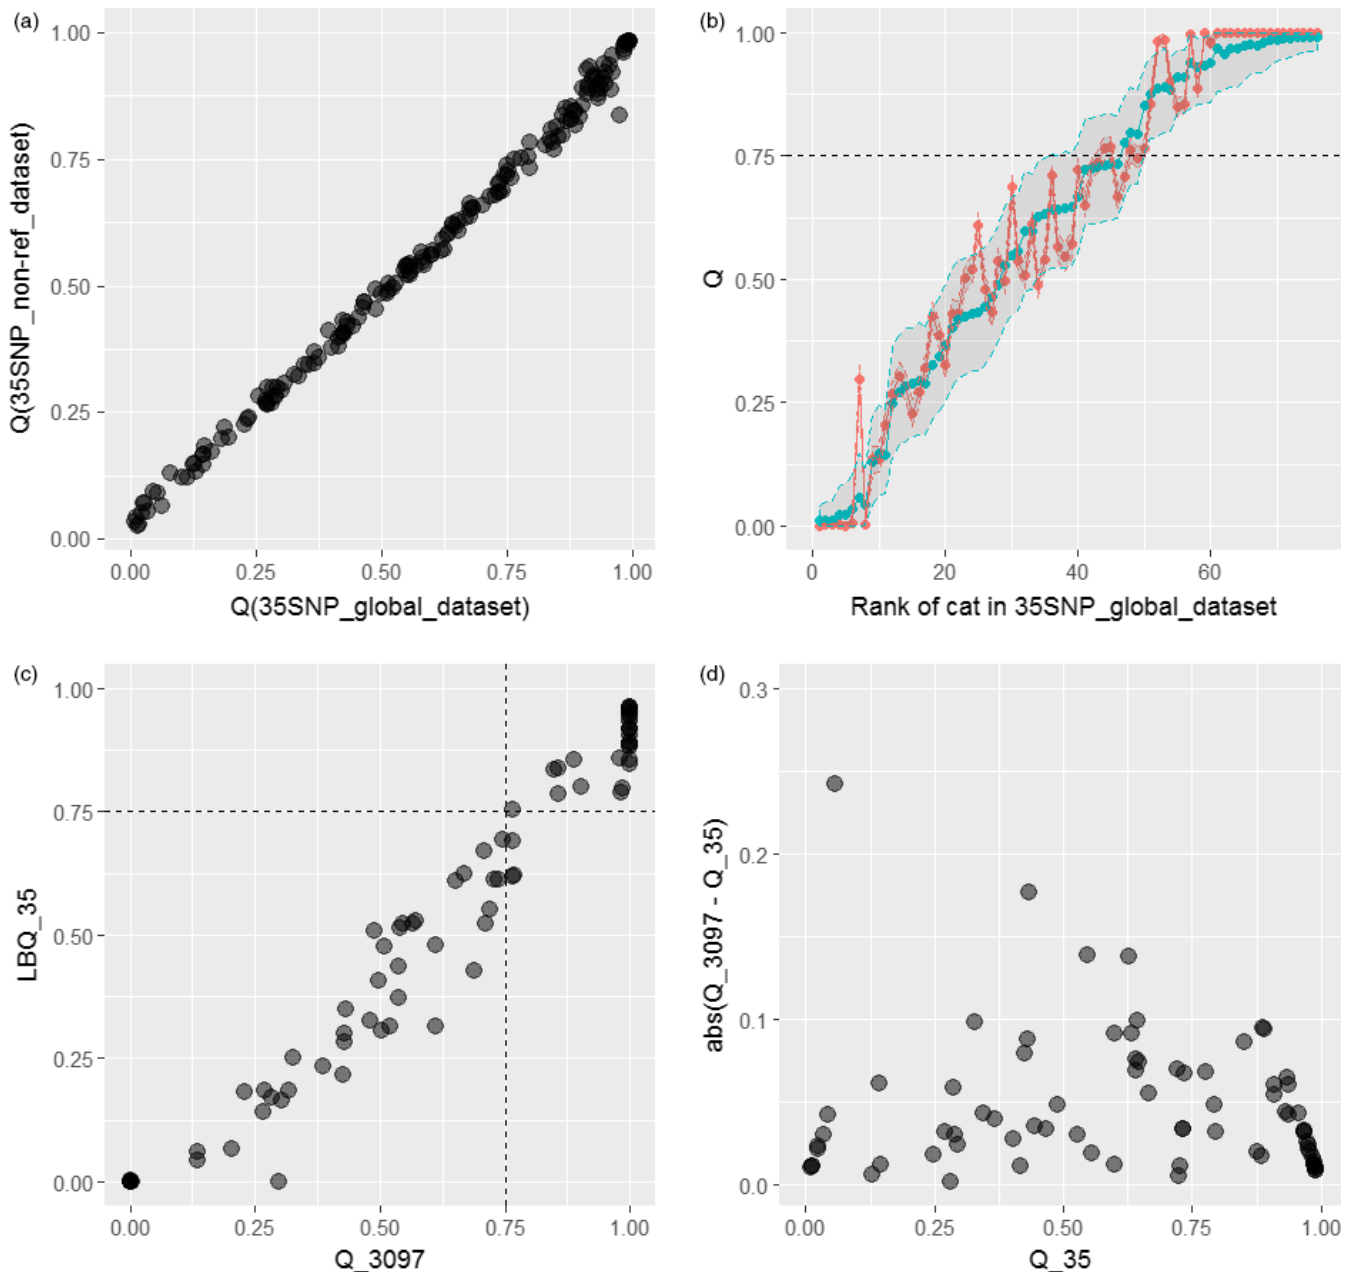 (a)
1.00
0.75
0.50
0.25
0.00
Q(35SNP_non-ref_dataset)
0.00 0.25 0.50 0.75 1.00
Q(35SNP_global_dataset)
(b)
1.00
0.75
0.50
0.25
0.00
Q
0 20 40 60
Rank of cat in 35SNP_global_dataset
(c)
1.00
0.75
0.50
0.25
0.00
LBQ_35
0.00 0.25 0.50 0.75 1.00
Q_3097
(d)
0.3
0.2
0.1
0.0
abs(Q_3097 - Q_35)
0.00 0.25 0.50 0.75 1.00
Q_35